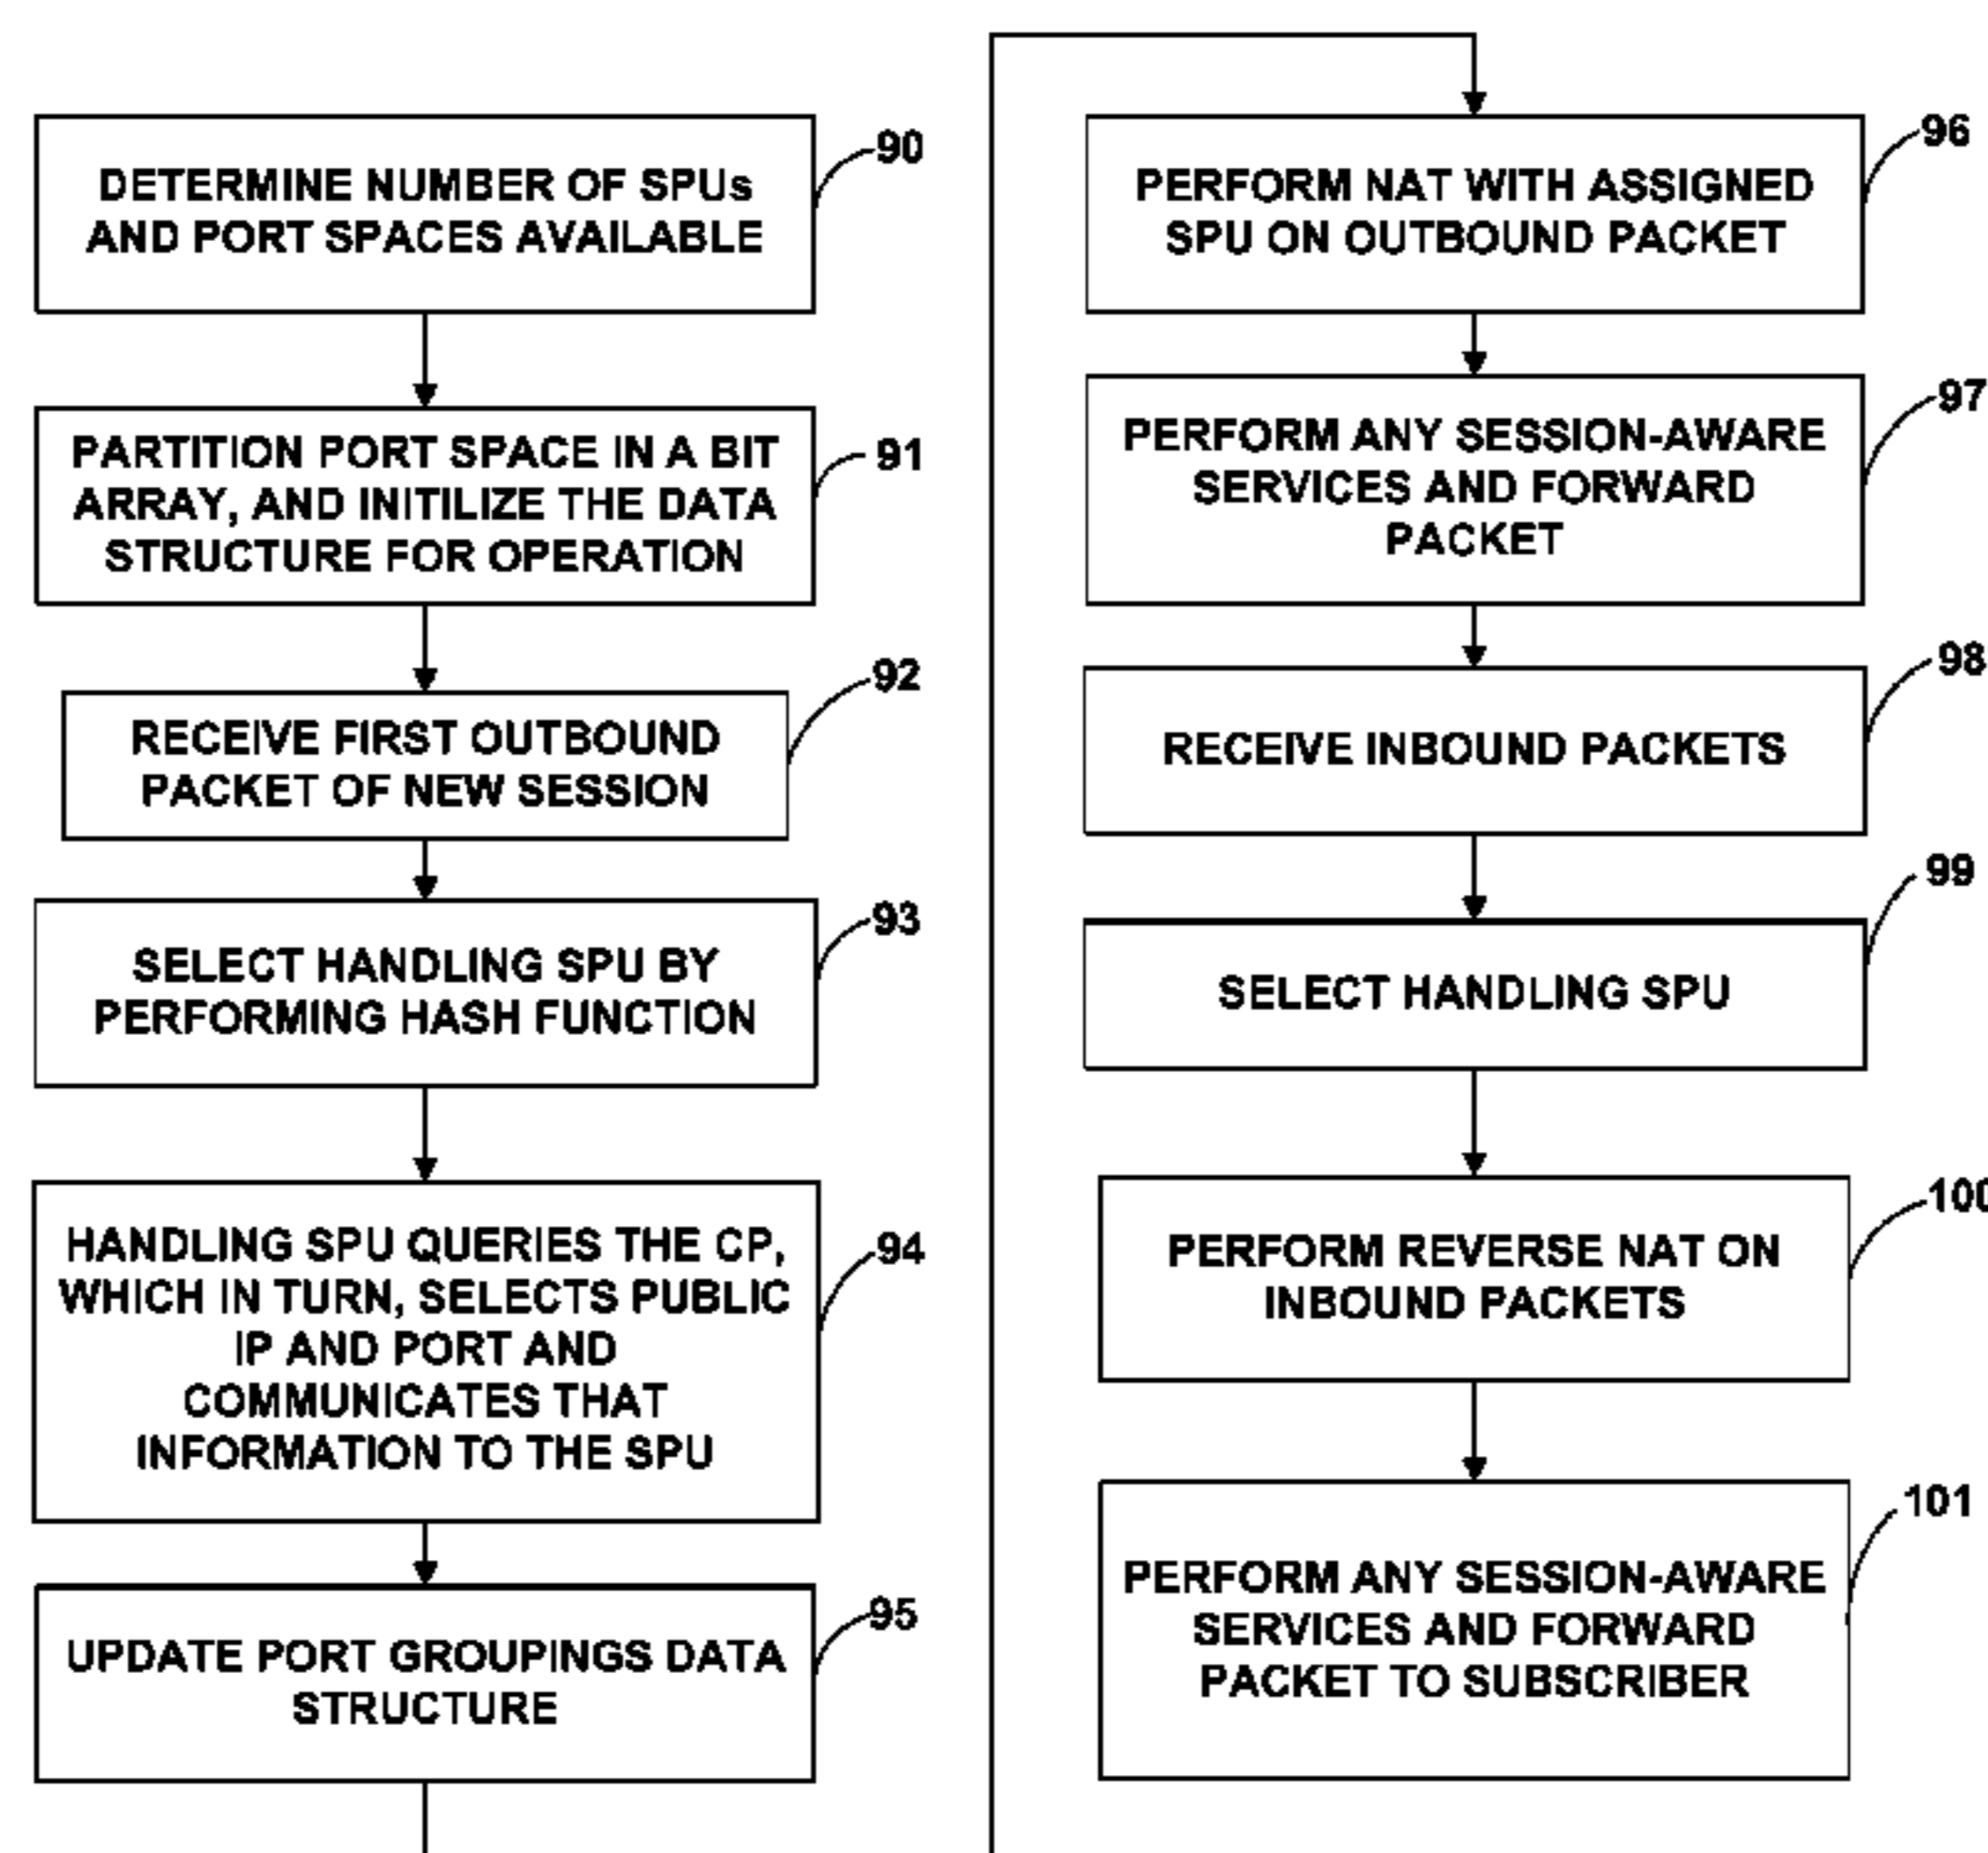 DETERMINE NUMBER OF SPUs
AND PORT SPACES AVAILABLE
90
PARTITION PORT SPACE IN A BIT
ARRAY, AND INITILIZE THE DATA
STRUCTURE FOR OPERATION
91
RECEIVE FIRST OUTBOUND
PACKET OF NEW SESSION
92
SELECT HANDLING SPU BY
PERFORMING HASH FUNCTION
93
HANDLING SPU QUERIES THE CP,
WHICH IN TURN, SELECTS PUBLIC
IP AND PORT AND
COMMUNICATES THAT
INFORMATION TO THE SPU
94
UPDATE PORT GROUPINGS DATA
STRUCTURE
95
PERFORM NAT WITH ASSIGNED
SPU ON OUTBOUND PACKET
96
PERFORM ANY SESSION-AWARE
SERVICES AND FORWARD
PACKET
97
RECEIVE INBOUND PACKETS
98
SELECT HANDLING SPU
99
PERFORM REVERSE NAT ON
INBOUND PACKETS
100
PERFORM ANY SESSION-AWARE
SERVICES AND FORWARD
PACKET TO SUBSCRIBER
101